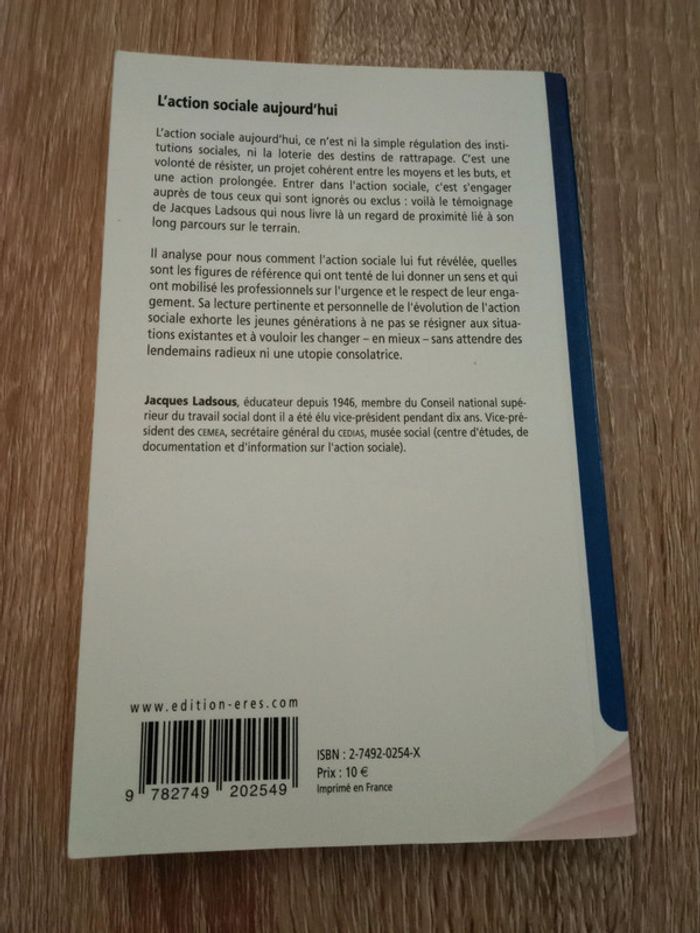 L'action sociale aujourd'hui
L'action sociale aujourd'hui, ce n'est ni la simple régulation des insti-
tutions sociales, ni la loterie des destins de rattrapage. C'est une
volonté de résister, un projet cohérent entre les moyens et les buts, et
une action prolongée. Entrer dans l'action sociale, c'est s'engager
auprès de tous ceux qui sont ignorés ou exclus : voilà le témoignage
de Jacques Ladsous qui nous livre là un regard de proximité lié à son
long parcours sur le terrain.
Il analyse pour nous comment l'action sociale lui fut révélée, quelles
sont les figures de référence qui ont tenté de lui donner un sens et qui
ont mobilisé les professionnels sur l'urgence et le respect de leur enga-
gement. Sa lecture pertinente et personnelle de l'évolution de l'action
sociale exhorte les jeunes générations à ne pas se résigner aux situa-
tions existantes et à vouloir les changer – en mieux – sans attendre des
lendemains radieux ni une utopie consolatrice.
Jacques Ladsous, éducateur depuis 1946, membre du Conseil national supé-
rieur du travail social dont il a été élu vice-président pendant dix ans. Vice-pré-
sident des CEMEA, secrétaire général du CEDIAS, musée social (centre d'études, de
documentation et d'information sur l'action sociale).
www.edition-eres.com
9 782749 202549
ISBN : 2-7492-0254-X
Prix : 10 €
Imprimé en France